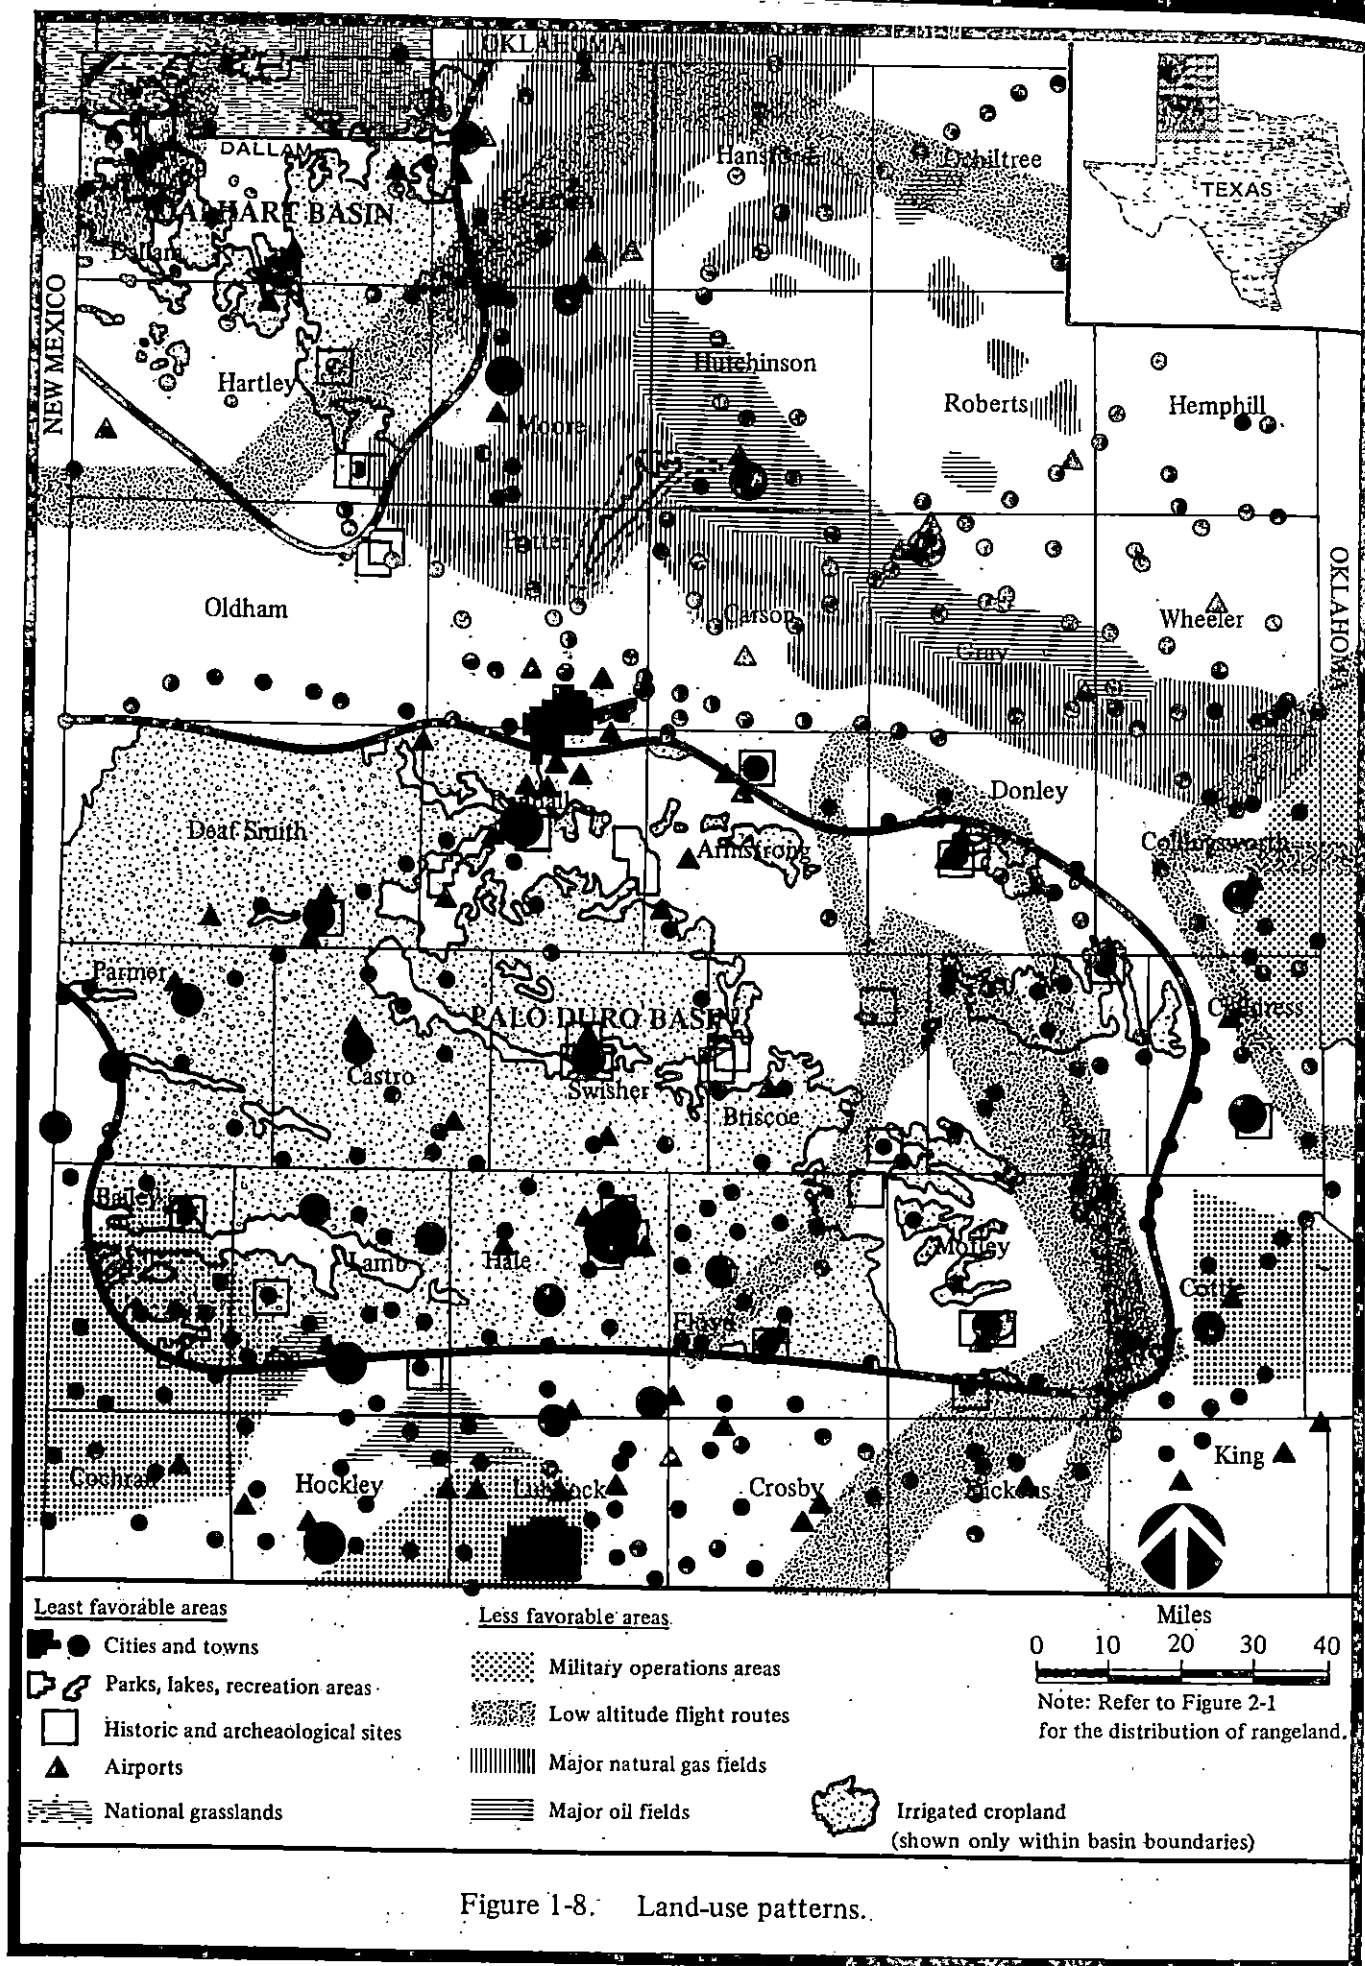 OKLAHOMA
DALLAM
Hansford
Ochiltree
TEXAS
DALHART BASIN
Dallam
NEW MEXICO
Hutchinson
Hartley
Roberts
Hemphill
Moore
Potter
OKLAHOMA
Oldham
Carson
Wheeler
Gray
Donley
Deaf Smith
Randall
Armstrong
Collingsworth
Parmer
PALO DURO BASIN
Childress
Castro
Swisher
Briscoe
Hall
Bailey
Lamb
Hale
Motley
Floyd
Cottle
Cochran
Hockley
Lubbock
Crosby
Dickens
King
Least favorable areas
Cities and towns
Parks, lakes, recreation areas
Historic and archeaological sites
Airports
National grasslands
Less favorable areas
Military operations areas
Low altitude flight routes
Major natural gas fields
Major oil fields
Miles
0 10 20 30 40
Note: Refer to Figure 2-1
for the distribution of rangeland.
Irrigated cropland
(shown only within basin boundaries)
Figure 1-8. Land-use patterns.